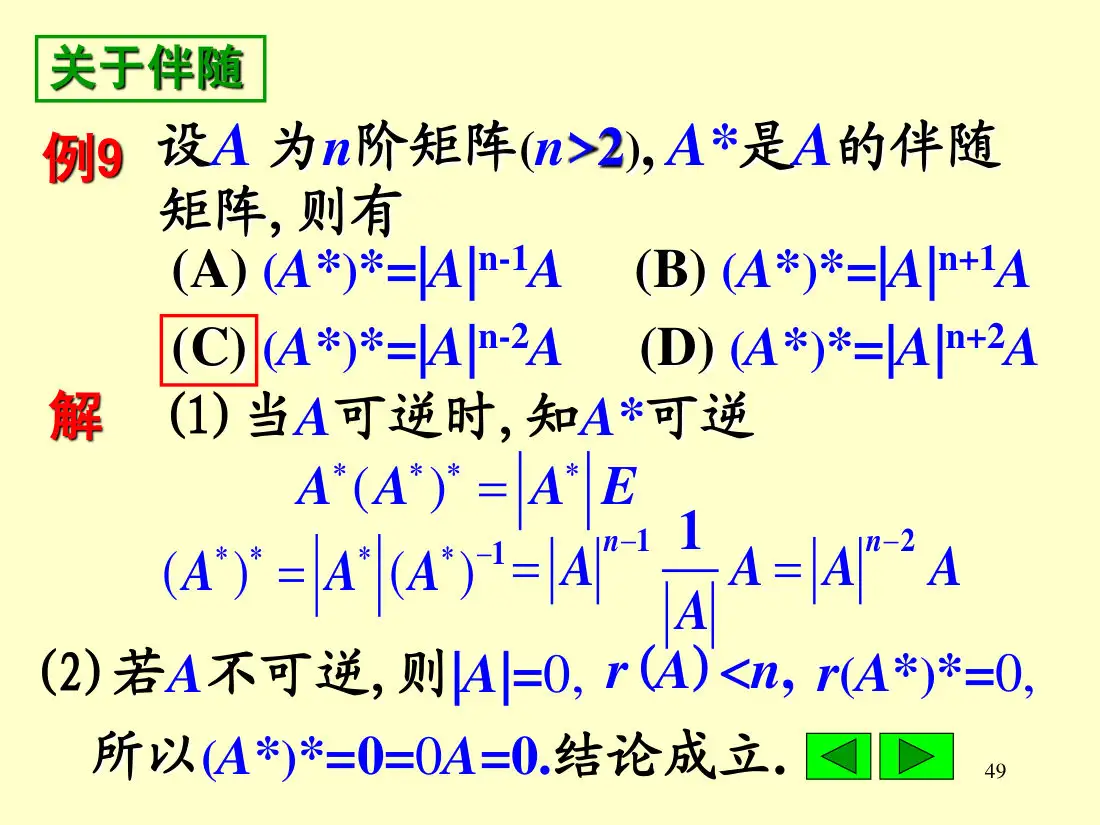 关于伴随
例9 设A 为n阶矩阵(n>2), A*是A的伴随
矩阵, 则有
(A) (A*)*=|A|ⁿ⁻¹A (B) (A*)*=|A|ⁿ⁺¹A
(C) (A*)*=|A|ⁿ⁻²A (D) (A*)*=|A|ⁿ⁺²A
解 (1) 当A可逆时, 知A*可逆
A*(A*)* = |A*| E
(A*)* = |A*| (A*)⁻¹ = |A|ⁿ⁻¹ 1/|A| A = |A|ⁿ⁻² A
(2) 若A不可逆, 则|A|=0, r(A)<n, r(A*)*=0,
所以(A*)*=0=0A=0.结论成立.
49